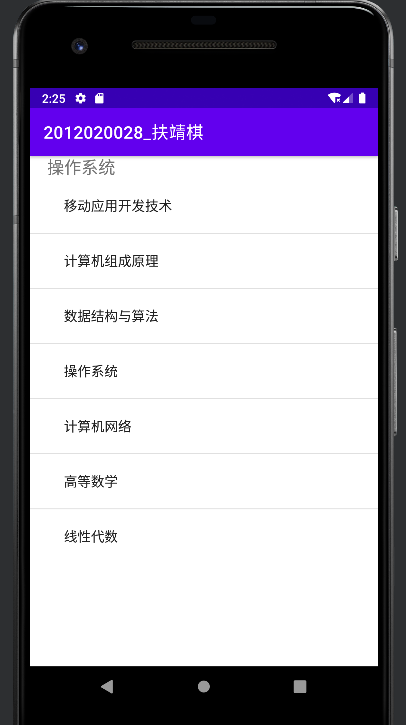 2:25
2012020028_扶靖棋
操作系统
移动应用开发技术
计算机组成原理
数据结构与算法
操作系统
计算机网络
高等数学
线性代数